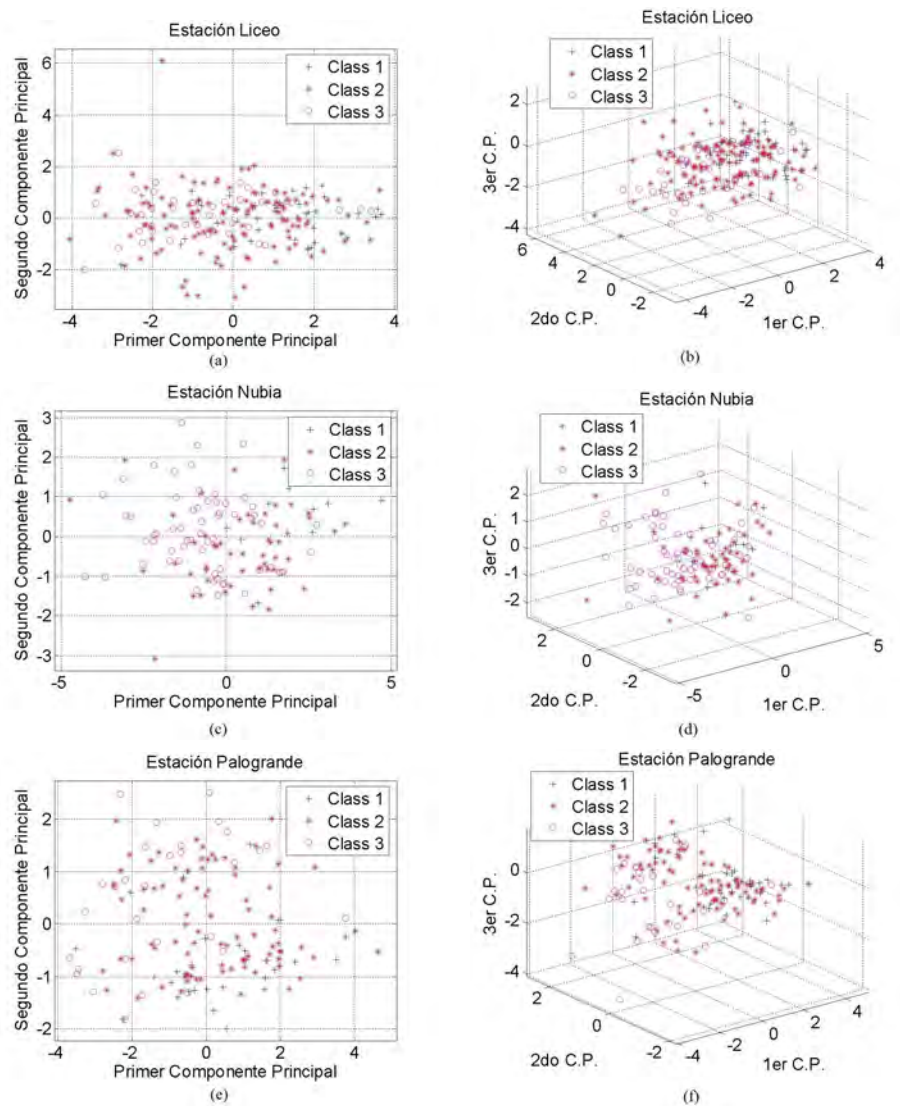 Estación Liceo
Class 1
Class 2
Class 3
6
4
2
0
-2
Segundo Componente Principal
-4
-2
0
2
4
Primer Componente Principal
(a)
Estación Liceo
Class 1
Class 2
Class 3
2
0
-2
-4
3er C.P.
6
4
2
0
-2
2do C.P.
-4
-2
0
2
4
1er C.P.
(b)
Estación Nubia
Class 1
Class 2
Class 3
3
2
1
0
-1
-2
-3
Segundo Componente Principal
-5
0
5
Primer Componente Principal
(c)
Estación Nubia
Class 1
Class 2
Class 3
2
1
0
-1
-2
3er C.P.
2
0
-2
2do C.P.
-5
0
5
1er C.P.
(d)
Estación Palogrande
Class 1
Class 2
Class 3
2
1
0
-1
-2
Segundo Componente Principal
-4
-2
0
2
4
Primer Componente Principal
(e)
Estación Palogrande
Class 1
Class 2
Class 3
0
-2
-4
3er C.P.
2
0
-2
2do C.P.
-4
-2
0
2
4
1er C.P.
(f)